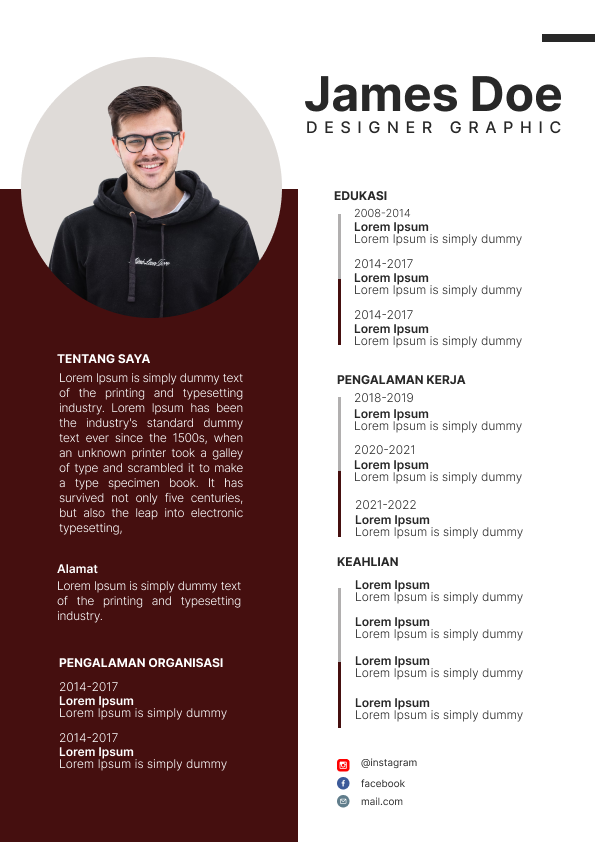 James Doe
DESIGNER GRAPHIC
TENTANG SAYA
Lorem Ipsum is simply dummy text
of the printing and typesetting
industry. Lorem Ipsum has been
the industry's standard dummy
text ever since the 1500s, when
an unknown printer took a galley
of type and scrambled it to make
a type specimen book. It has
survived not only five centuries,
but also the leap into electronic
typesetting,
Alamat
Lorem Ipsum is simply dummy text
of the printing and typesetting
industry.
PENGALAMAN ORGANISASI
2014-2017
Lorem Ipsum
Lorem Ipsum is simply dummy
2014-2017
Lorem Ipsum
Lorem Ipsum is simply dummy
EDUKASI
2008-2014
Lorem Ipsum
Lorem Ipsum is simply dummy
2014-2017
Lorem Ipsum
Lorem Ipsum is simply dummy
2014-2017
Lorem Ipsum
Lorem Ipsum is simply dummy
PENGALAMAN KERJA
2018-2019
Lorem Ipsum
Lorem Ipsum is simply dummy
2020-2021
Lorem Ipsum
Lorem Ipsum is simply dummy
2021-2022
Lorem Ipsum
Lorem Ipsum is simply dummy
KEAHLIAN
Lorem Ipsum
Lorem Ipsum is simply dummy
Lorem Ipsum
Lorem Ipsum is simply dummy
Lorem Ipsum
Lorem Ipsum is simply dummy
Lorem Ipsum
Lorem Ipsum is simply dummy
@instagram
facebook
mail.com